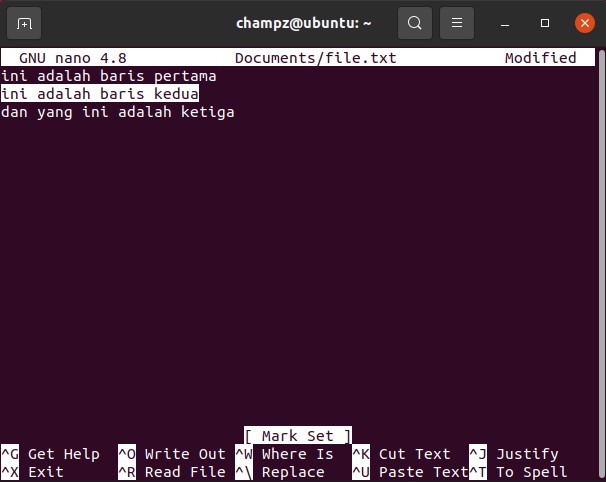 champz@ubuntu: ~
GNU nano 4.8 Documents/file.txt Modified
ini adalah baris pertama
ini adalah baris kedua
dan yang ini adalah ketiga
[ Mark Set ]
^G Get Help ^O Write Out ^W Where Is ^K Cut Text ^J Justify
^X Exit ^R Read File ^\ Replace ^U Paste Text ^T To Spell